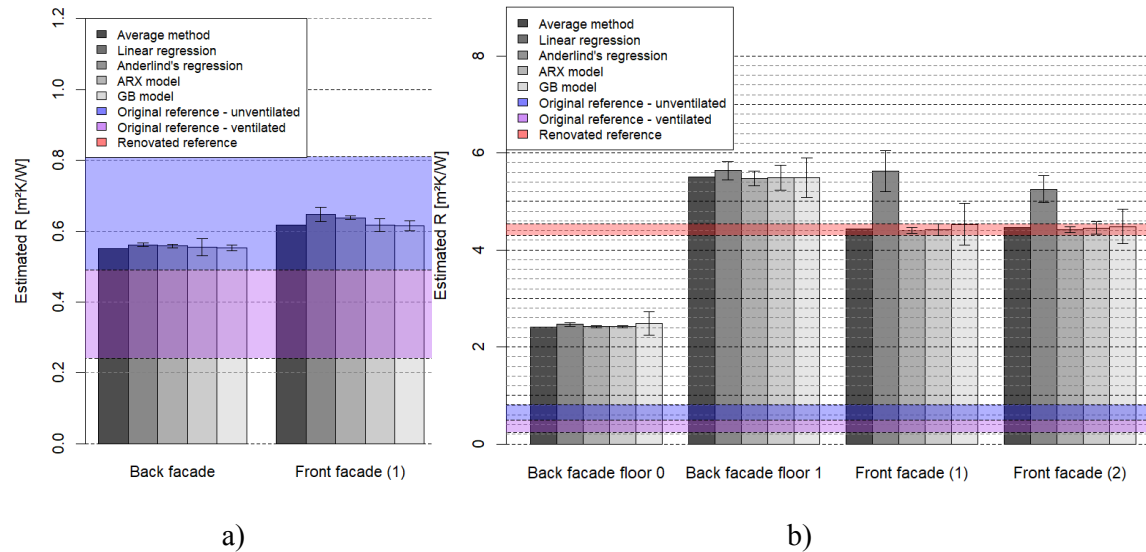 Estimated R [m²K/W]
1.2
1.0
0.8
0.6
0.4
0.2
0.0
Average method
Linear regression
Anderlind's regression
ARX model
GB model
Original reference - unventilated
Original reference - ventilated
Renovated reference
Back facade
Front facade (1)
a)
Estimated R [m²K/W]
8
6
4
2
0
Average method
Linear regression
Anderlind's regression
ARX model
GB model
Original reference - unventilated
Original reference - ventilated
Renovated reference
Back facade floor 0
Back facade floor 1
Front facade (1)
Front facade (2)
b)